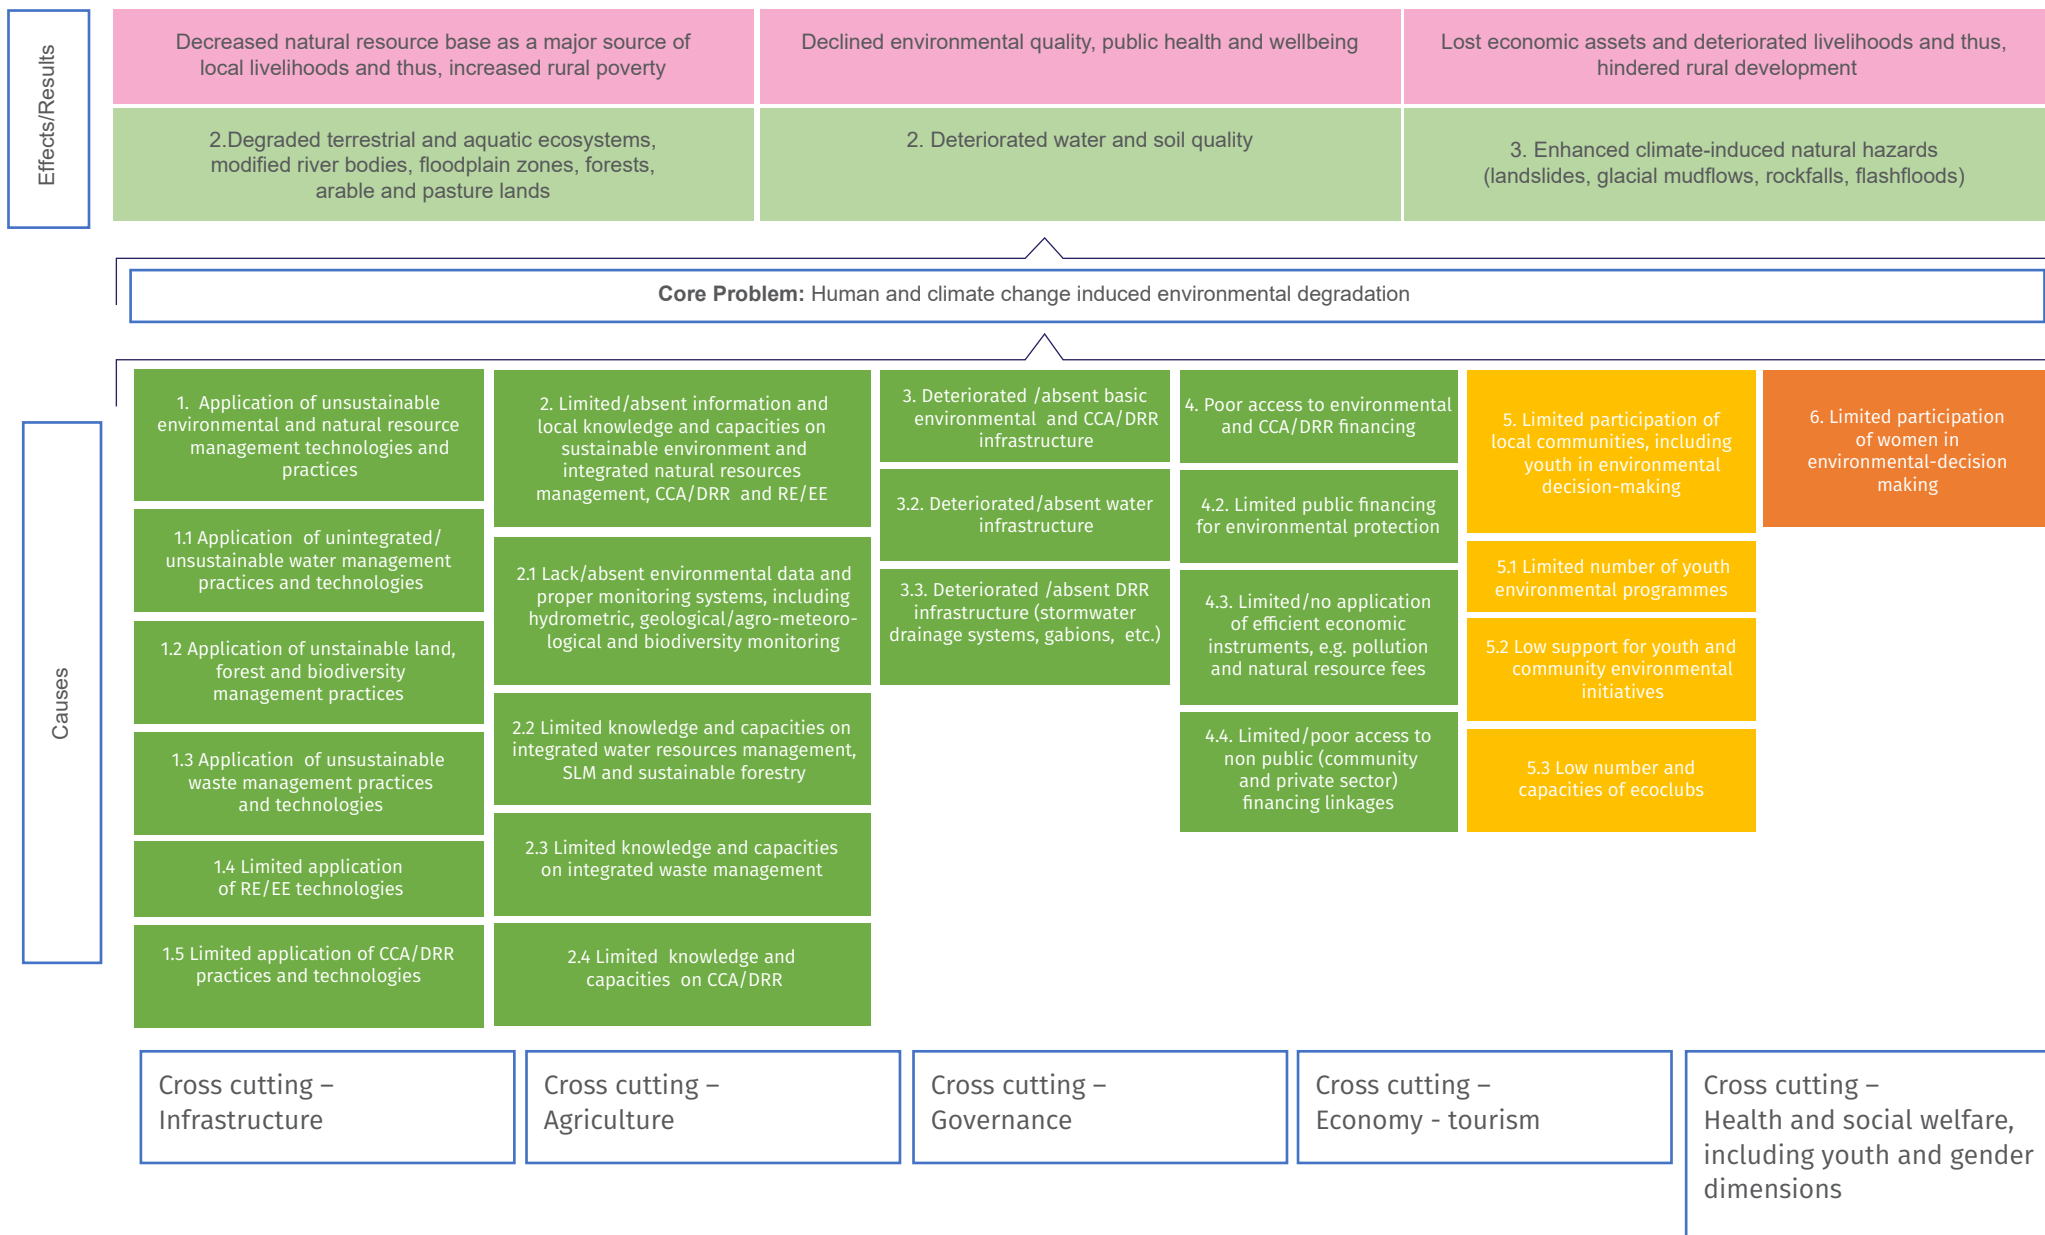 Effects/Results
Decreased natural resource base as a major source of
local livelihoods and thus, increased rural poverty
Declined environmental quality, public health and wellbeing
Lost economic assets and deteriorated livelihoods and thus,
hindered rural development
2.Degraded terrestrial and aquatic ecosystems,
modified river bodies, floodplain zones, forests,
arable and pasture lands
2. Deteriorated water and soil quality
3. Enhanced climate-induced natural hazards
(landslides, glacial mudflows, rockfalls, flashfloods)
Core Problem: Human and climate change induced environmental degradation
Causes
1. Application of unsustainable
environmental and natural resource
management technologies and
practices
1.1 Application of unintegrated/
unsustainable water management
practices and technologies
1.2 Application of unstainable land,
forest and biodiversity
management practices
1.3 Application of unsustainable
waste management practices
and technologies
1.4 Limited application
of RE/EE technologies
1.5 Limited application of CCA/DRR
practices and technologies
2. Limited/absent information and
local knowledge and capacities on
sustainable environment and
integrated natural resources
management, CCA/DRR and RE/EE
2.1 Lack/absent environmental data and
proper monitoring systems, including
hydrometric, geological/agro-meteoro-
logical and biodiversity monitoring
2.2 Limited knowledge and capacities on
integrated water resources management,
SLM and sustainable forestry
2.3 Limited knowledge and capacities
on integrated waste management
2.4 Limited knowledge and
capacities on CCA/DRR
3. Deteriorated /absent basic
environmental and CCA/DRR
infrastructure
3.2. Deteriorated/absent water
infrastructure
3.3. Deteriorated /absent DRR
infrastructure (stormwater
drainage systems, gabions, etc.)
4. Poor access to environmental
and CCA/DRR financing
4.2. Limited public financing
for environmental protection
4.3. Limited/no application
of efficient economic
instruments, e.g. pollution
and natural resource fees
4.4. Limited/poor access to
non public (community
and private sector)
financing linkages
5. Limited participation of
local communities, including
youth in environmental
decision-making
5.1 Limited number of youth
environmental programmes
5.2 Low support for youth and
community environmental
initiatives
5.3 Low number and
capacities of ecoclubs
6. Limited participation
of women in
environmental-decision
making
Cross cutting –
Infrastructure
Cross cutting –
Agriculture
Cross cutting –
Governance
Cross cutting –
Economy - tourism
Cross cutting –
Health and social welfare,
including youth and gender
dimensions